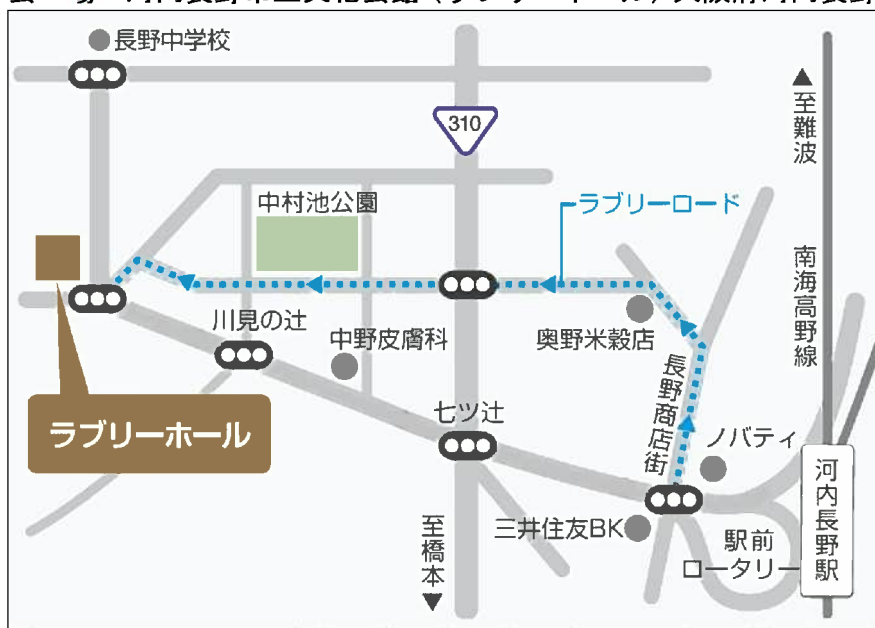 長野中学校
310
至難波
中村池公園
ラブリーロード
南海高野線
川見の辻
中野皮膚科
奥野米穀店
長野商店街
ラブリーホール
七ツ辻
ノバティ
三井住友BK
駅前
ロータリー
河内長野駅
至橋本